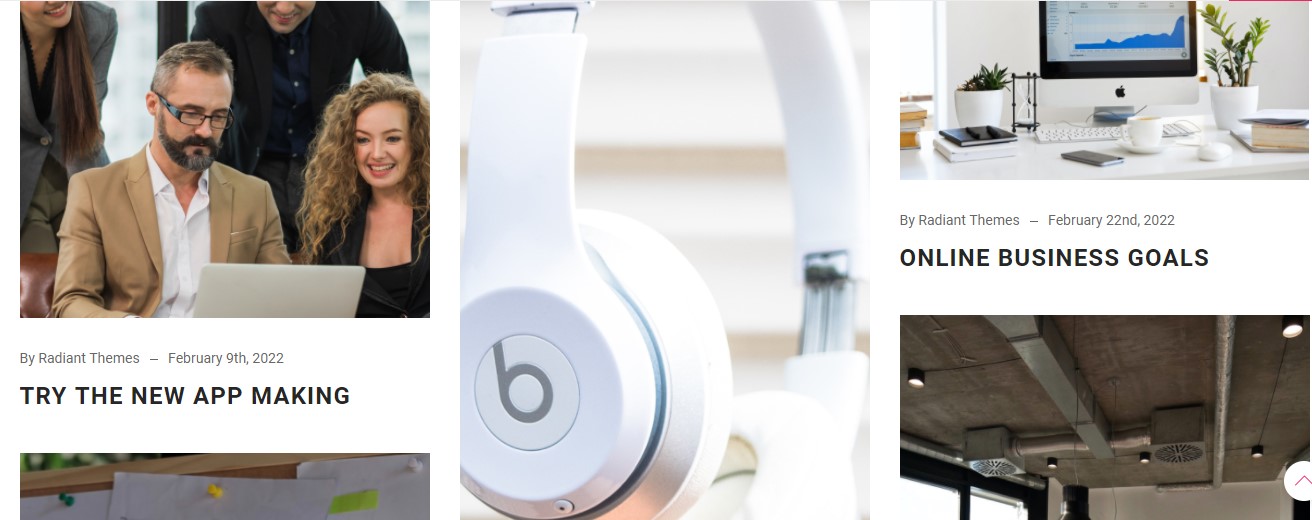 By Radiant Themes – February 9th, 2022
TRY THE NEW APP MAKING
b
By Radiant Themes – February 22nd, 2022
ONLINE BUSINESS GOALS